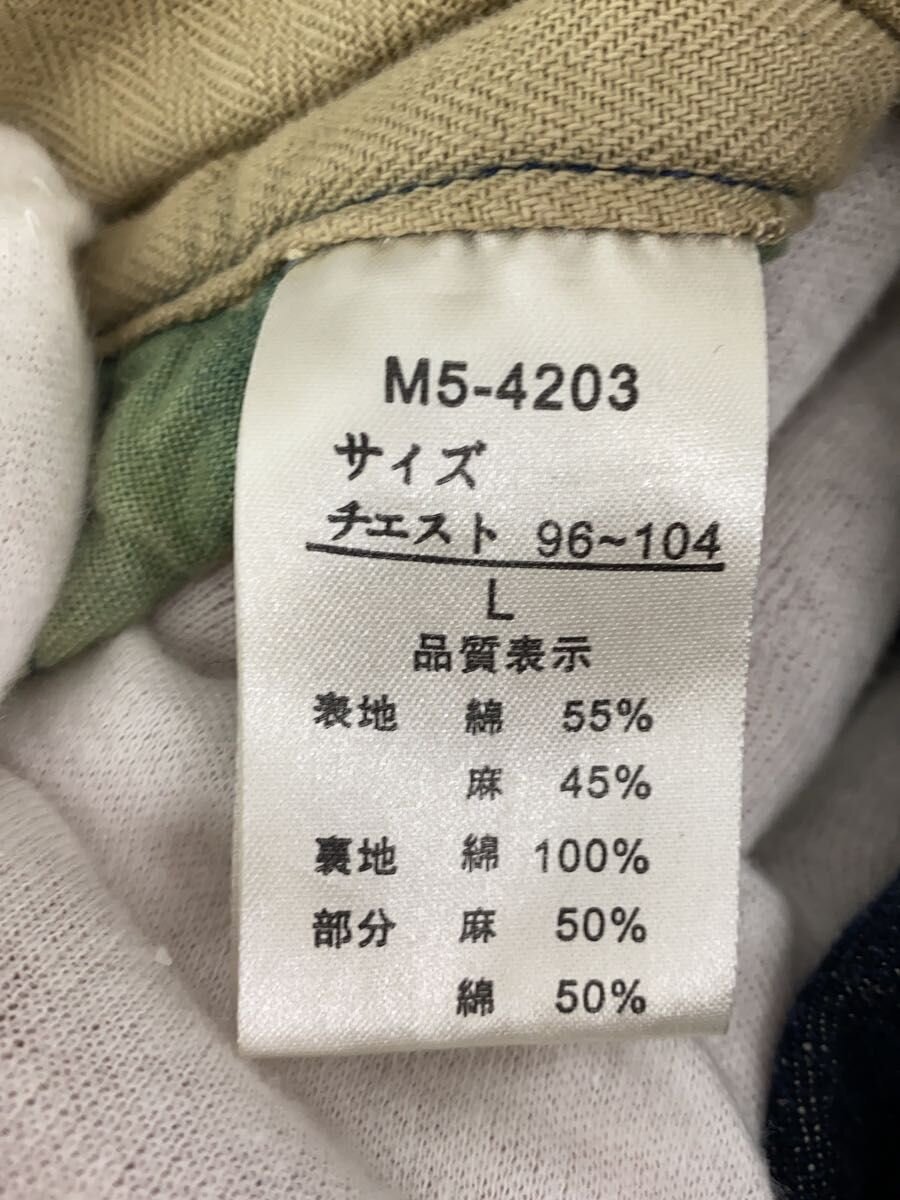 M5-4203
サイズ
チエスト 96~104
L
品質表示
表地 綿 55%
麻 45%
裏地 綿 100%
部分 麻 50%
綿 50%